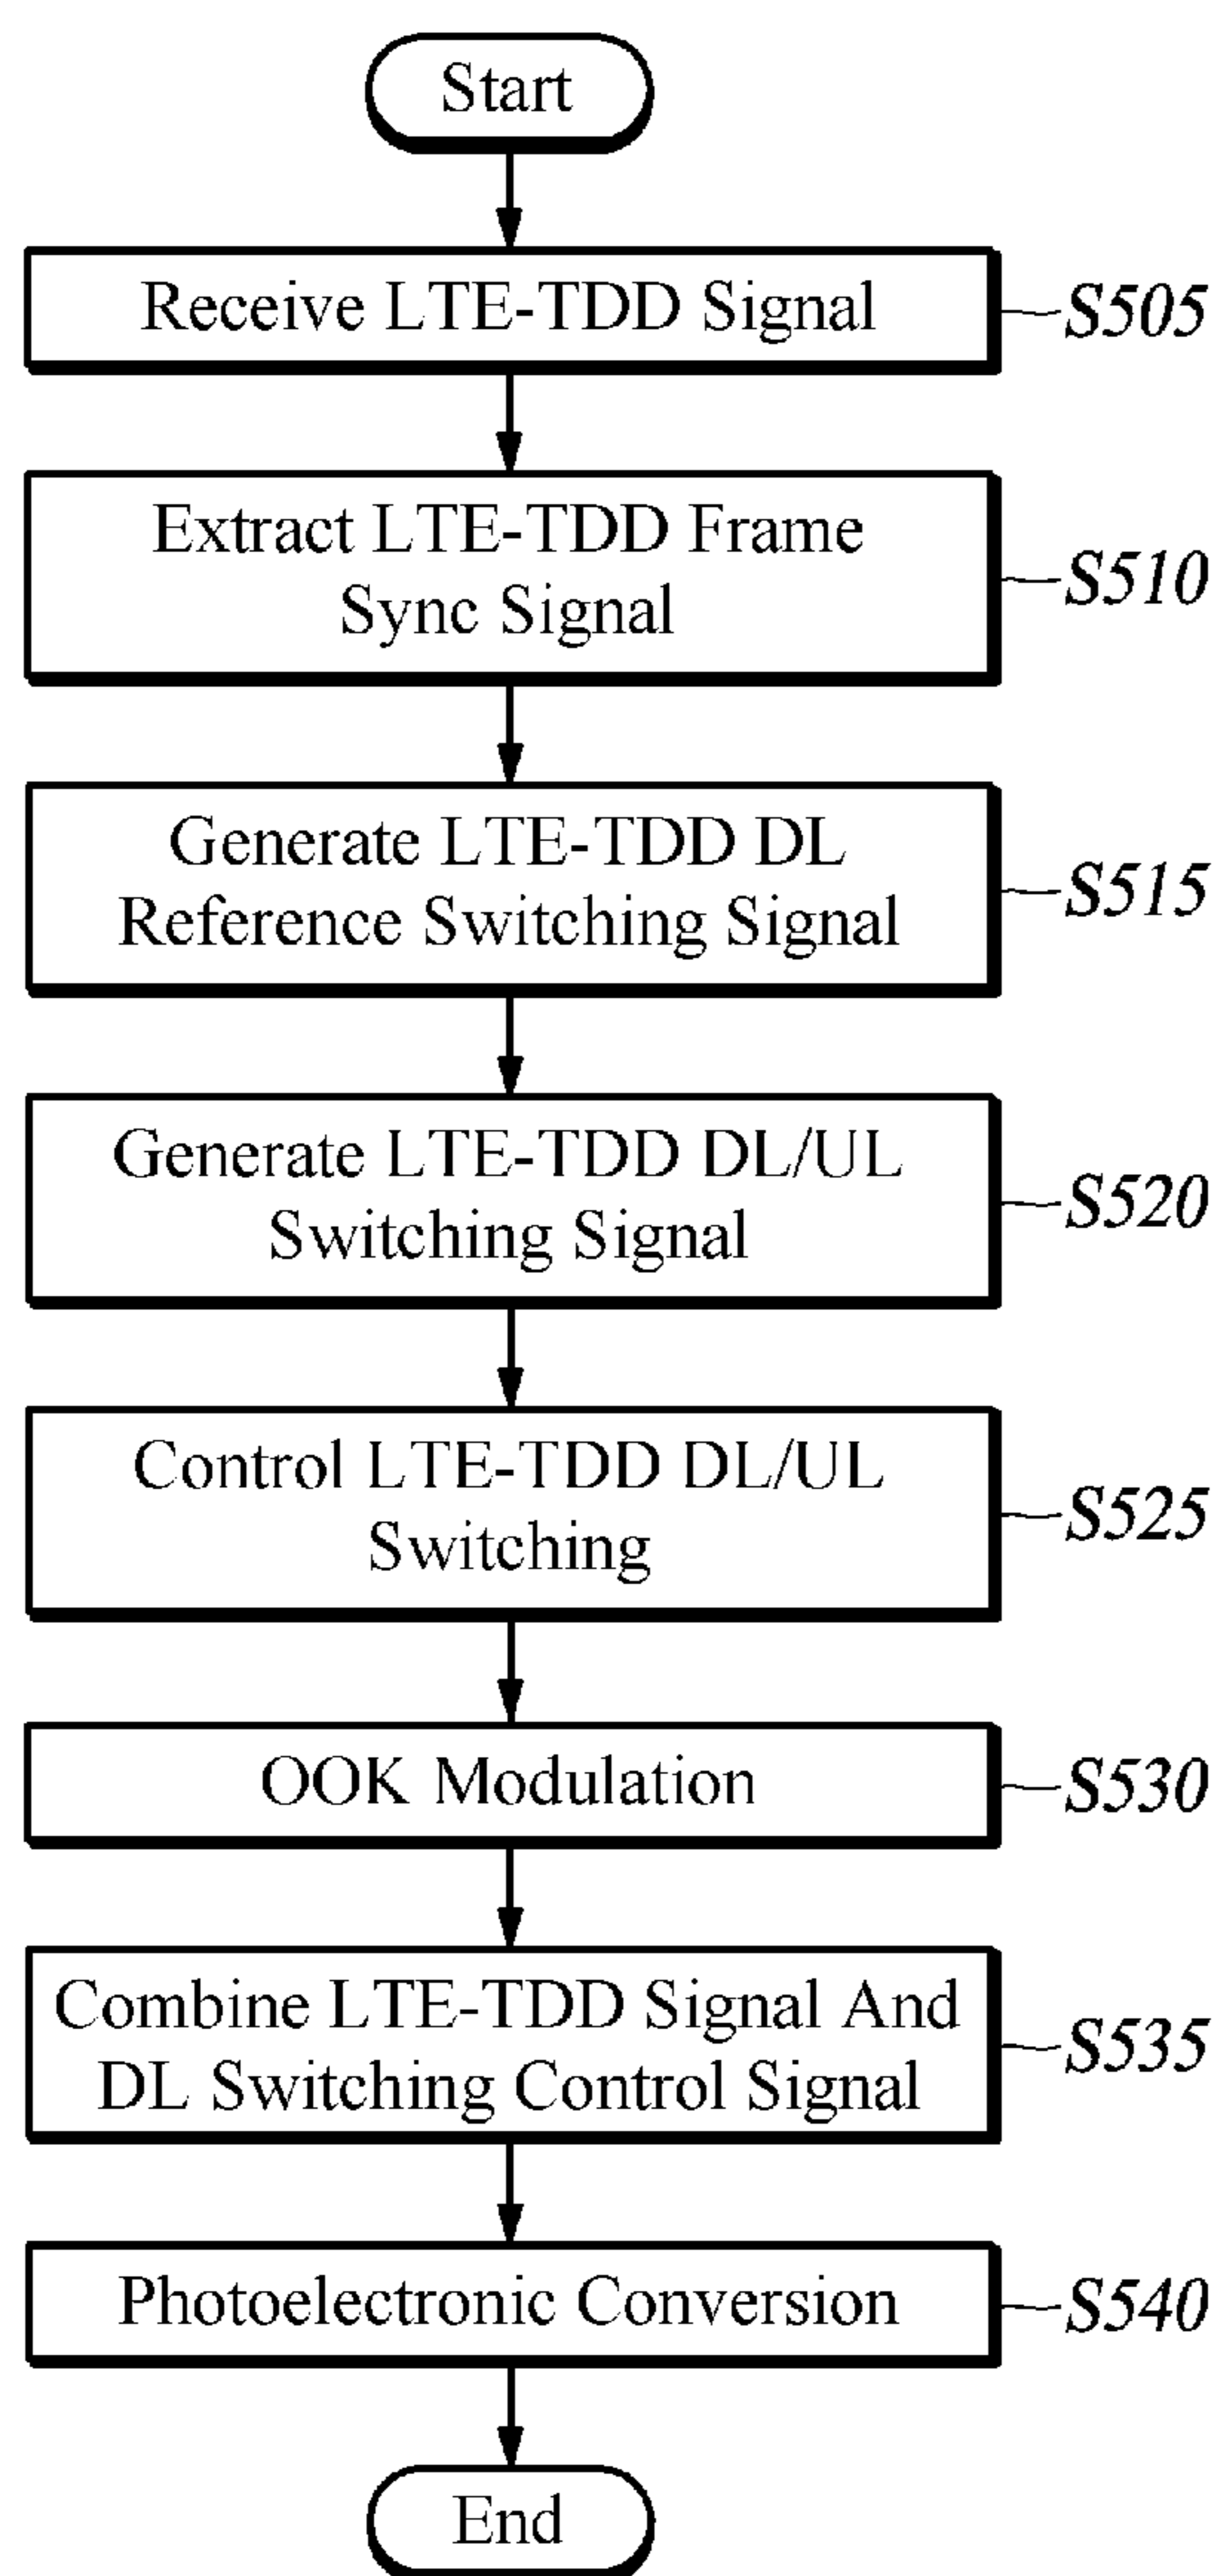 Start
Receive LTE-TDD Signal
S505
Extract LTE-TDD Frame
Sync Signal
S510
Generate LTE-TDD DL
Reference Switching Signal
S515
Generate LTE-TDD DL/UL
Switching Signal
S520
Control LTE-TDD DL/UL
Switching
S525
OOK Modulation
S530
Combine LTE-TDD Signal And
DL Switching Control Signal
S535
Photoelectronic Conversion
S540
End